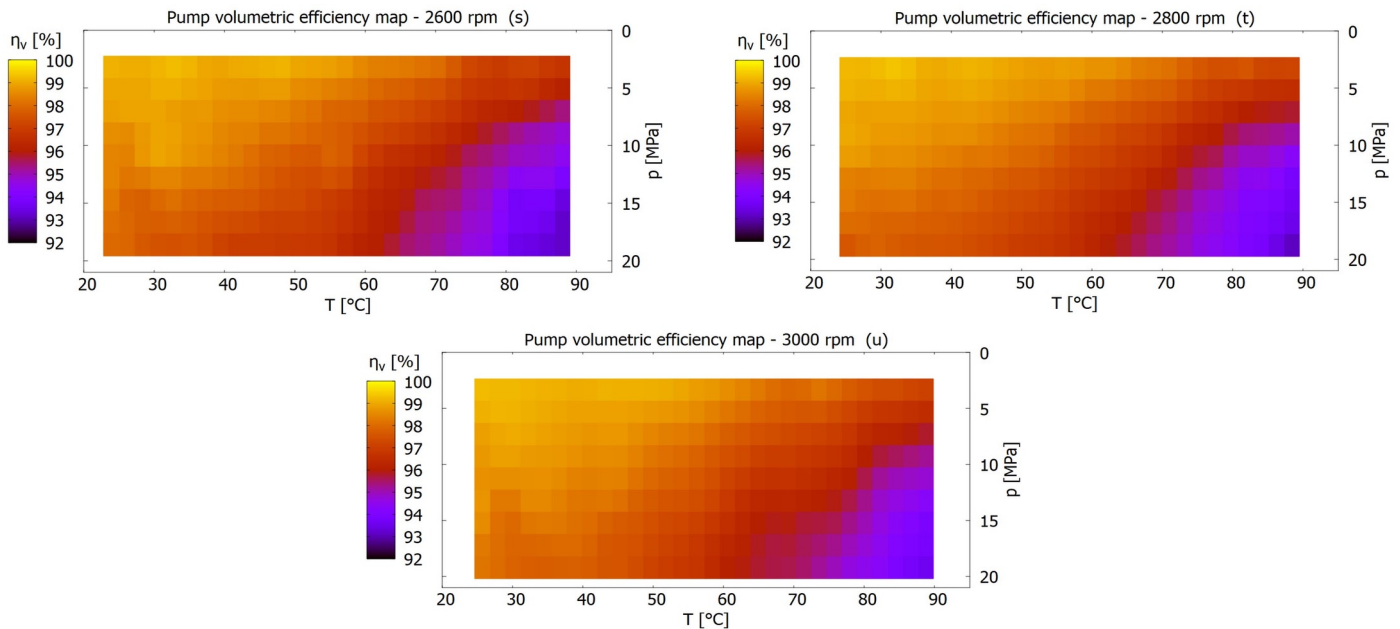 Pump volumetric efficiency map - 2600 rpm (s)
ηv [%]
100
99
98
97
96
95
94
93
92
0
5
10
15
20
p [MPa]
20 30 40 50 60 70 80 90
T [°C]
Pump volumetric efficiency map - 2800 rpm (t)
ηv [%]
100
99
98
97
96
95
94
93
92
0
5
10
15
20
p [MPa]
20 30 40 50 60 70 80 90
T [°C]
Pump volumetric efficiency map - 3000 rpm (u)
ηv [%]
100
99
98
97
96
95
94
93
92
0
5
10
15
20
p [MPa]
20 30 40 50 60 70 80 90
T [°C]